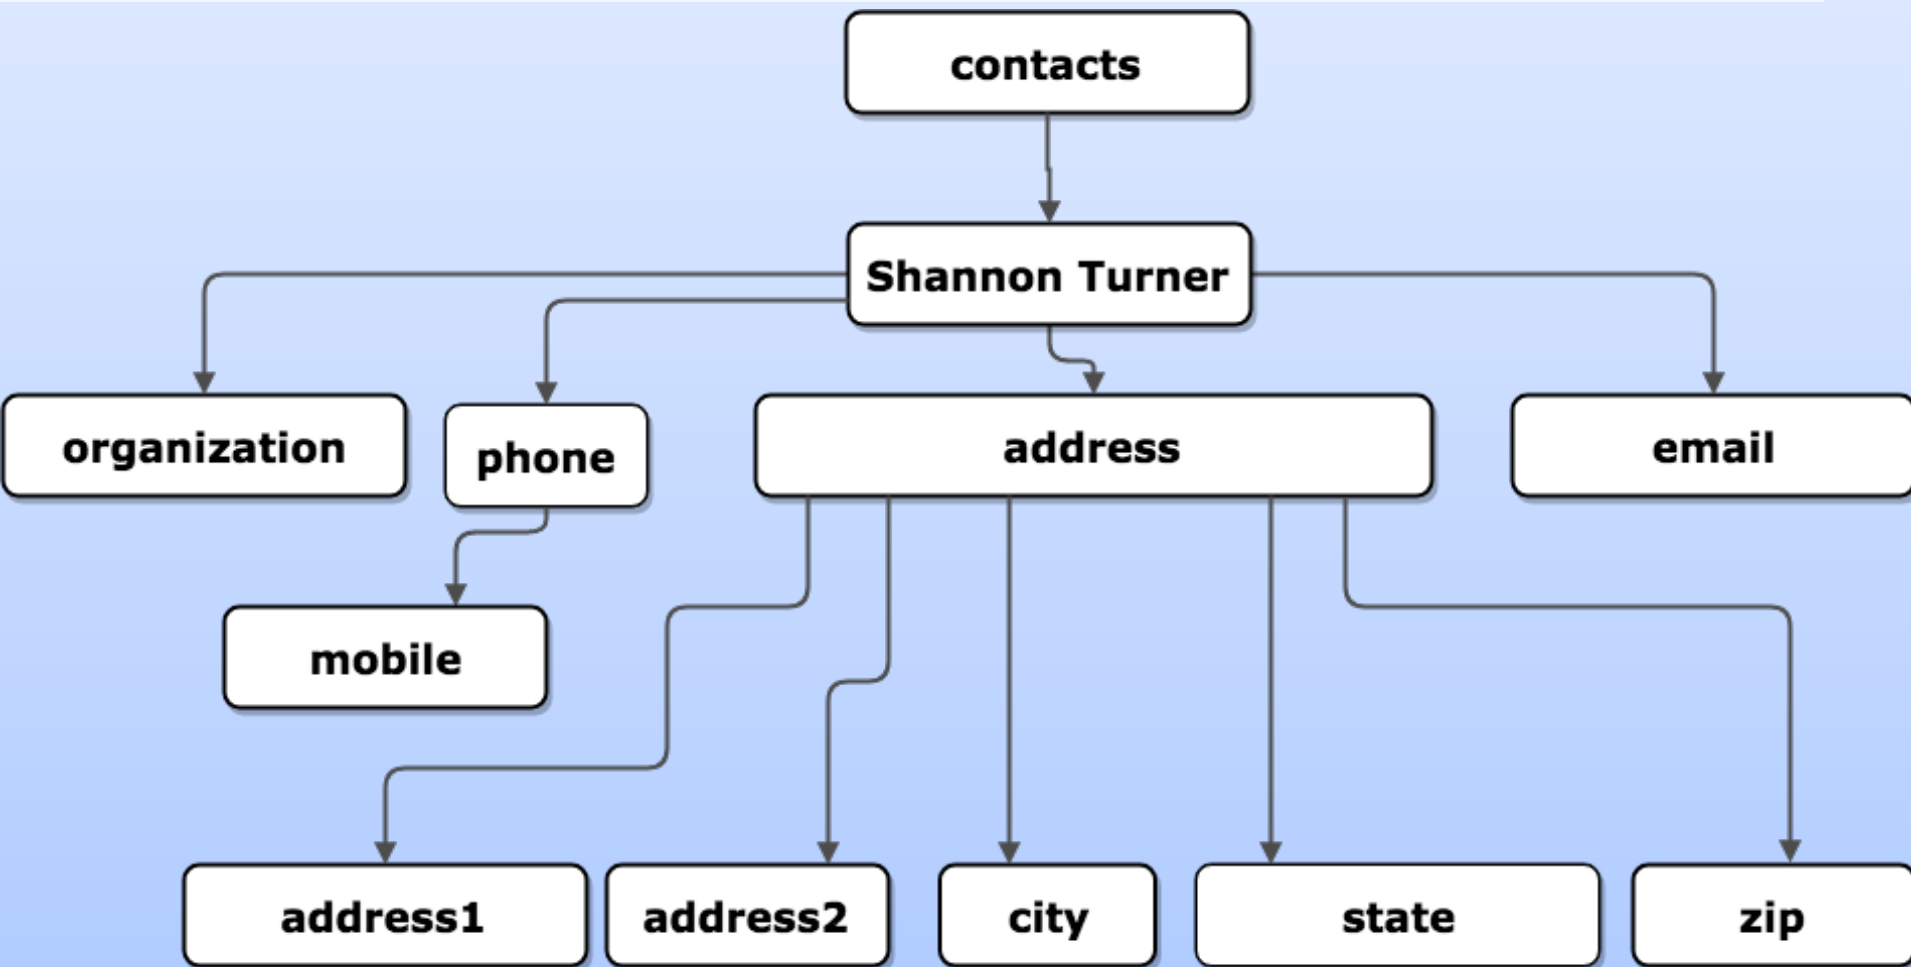 contacts
Shannon Turner
organization
phone
address
email
mobile
address1
address2
city
state
zip